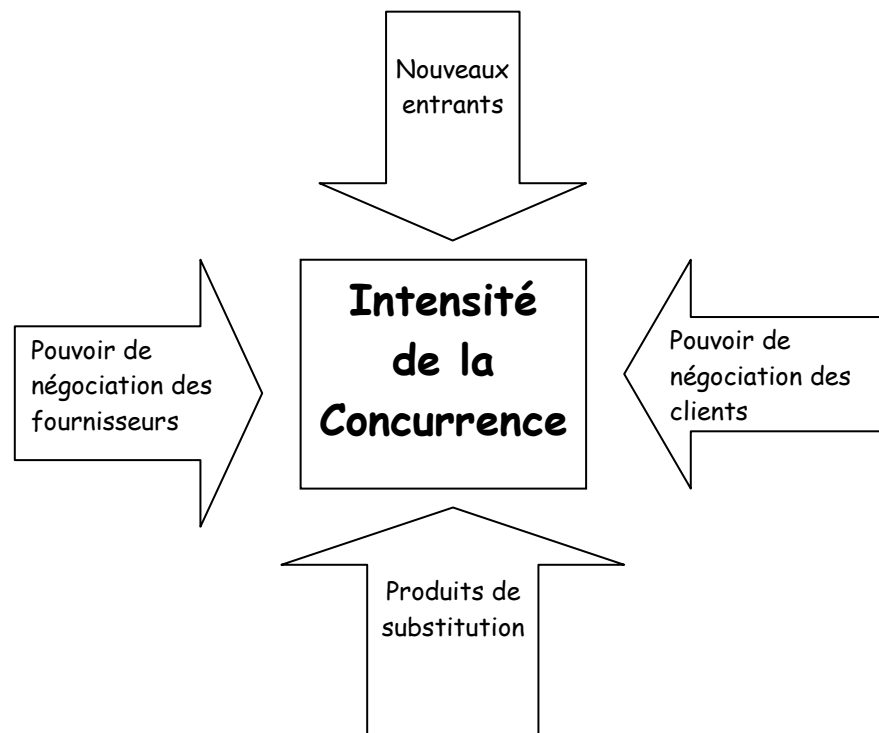 Nouveaux
entrants
Intensité
de la
Concurrence
Pouvoir de
négociation des
fournisseurs
Pouvoir de
négociation des
clients
Produits de
substitution